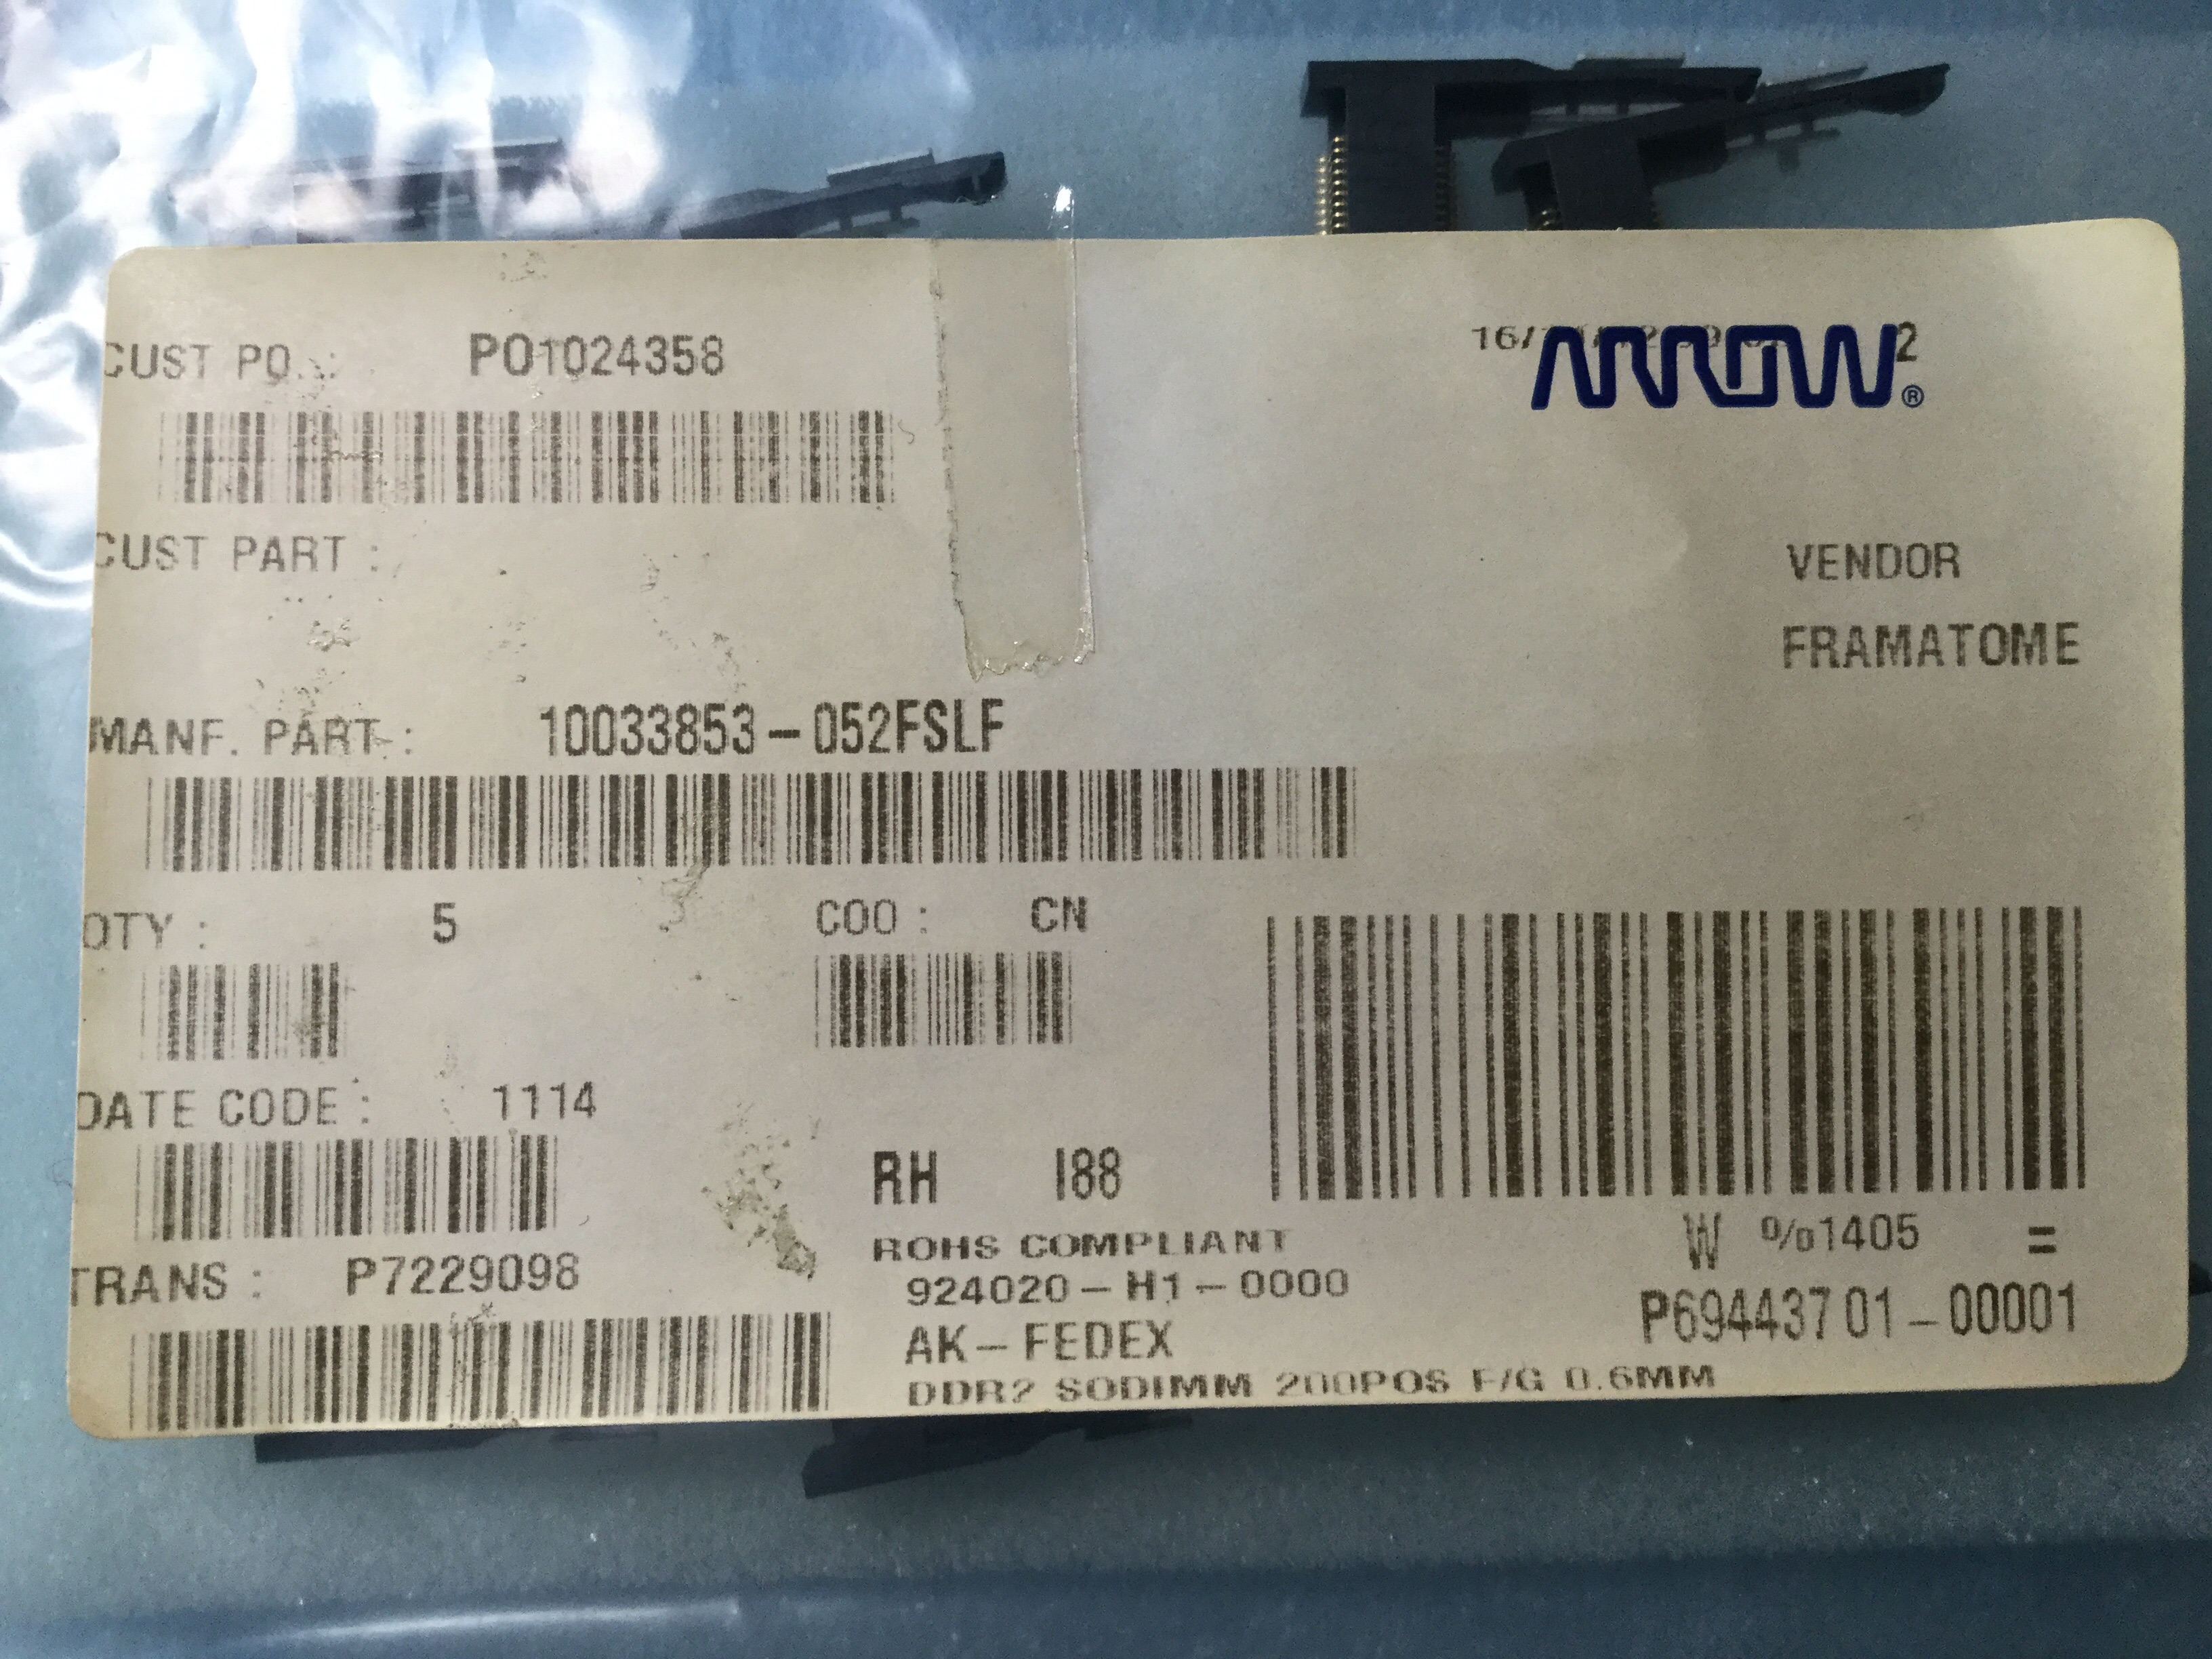 CUST PO. : PO1024358
ARROW®
CUST PART :
VENDOR
FRAMATOME
MANF. PART : 10033853-052FSLF
QTY : 5 COO : CN
DATE CODE : 1114
RH I88
ROHS COMPLIANT
W %1405 =
TRANS : P7229098
924020-H1-0000
P69443701-00001
AK-FEDEX
DDR2 SODIMM 200POS F/G 0.6MM